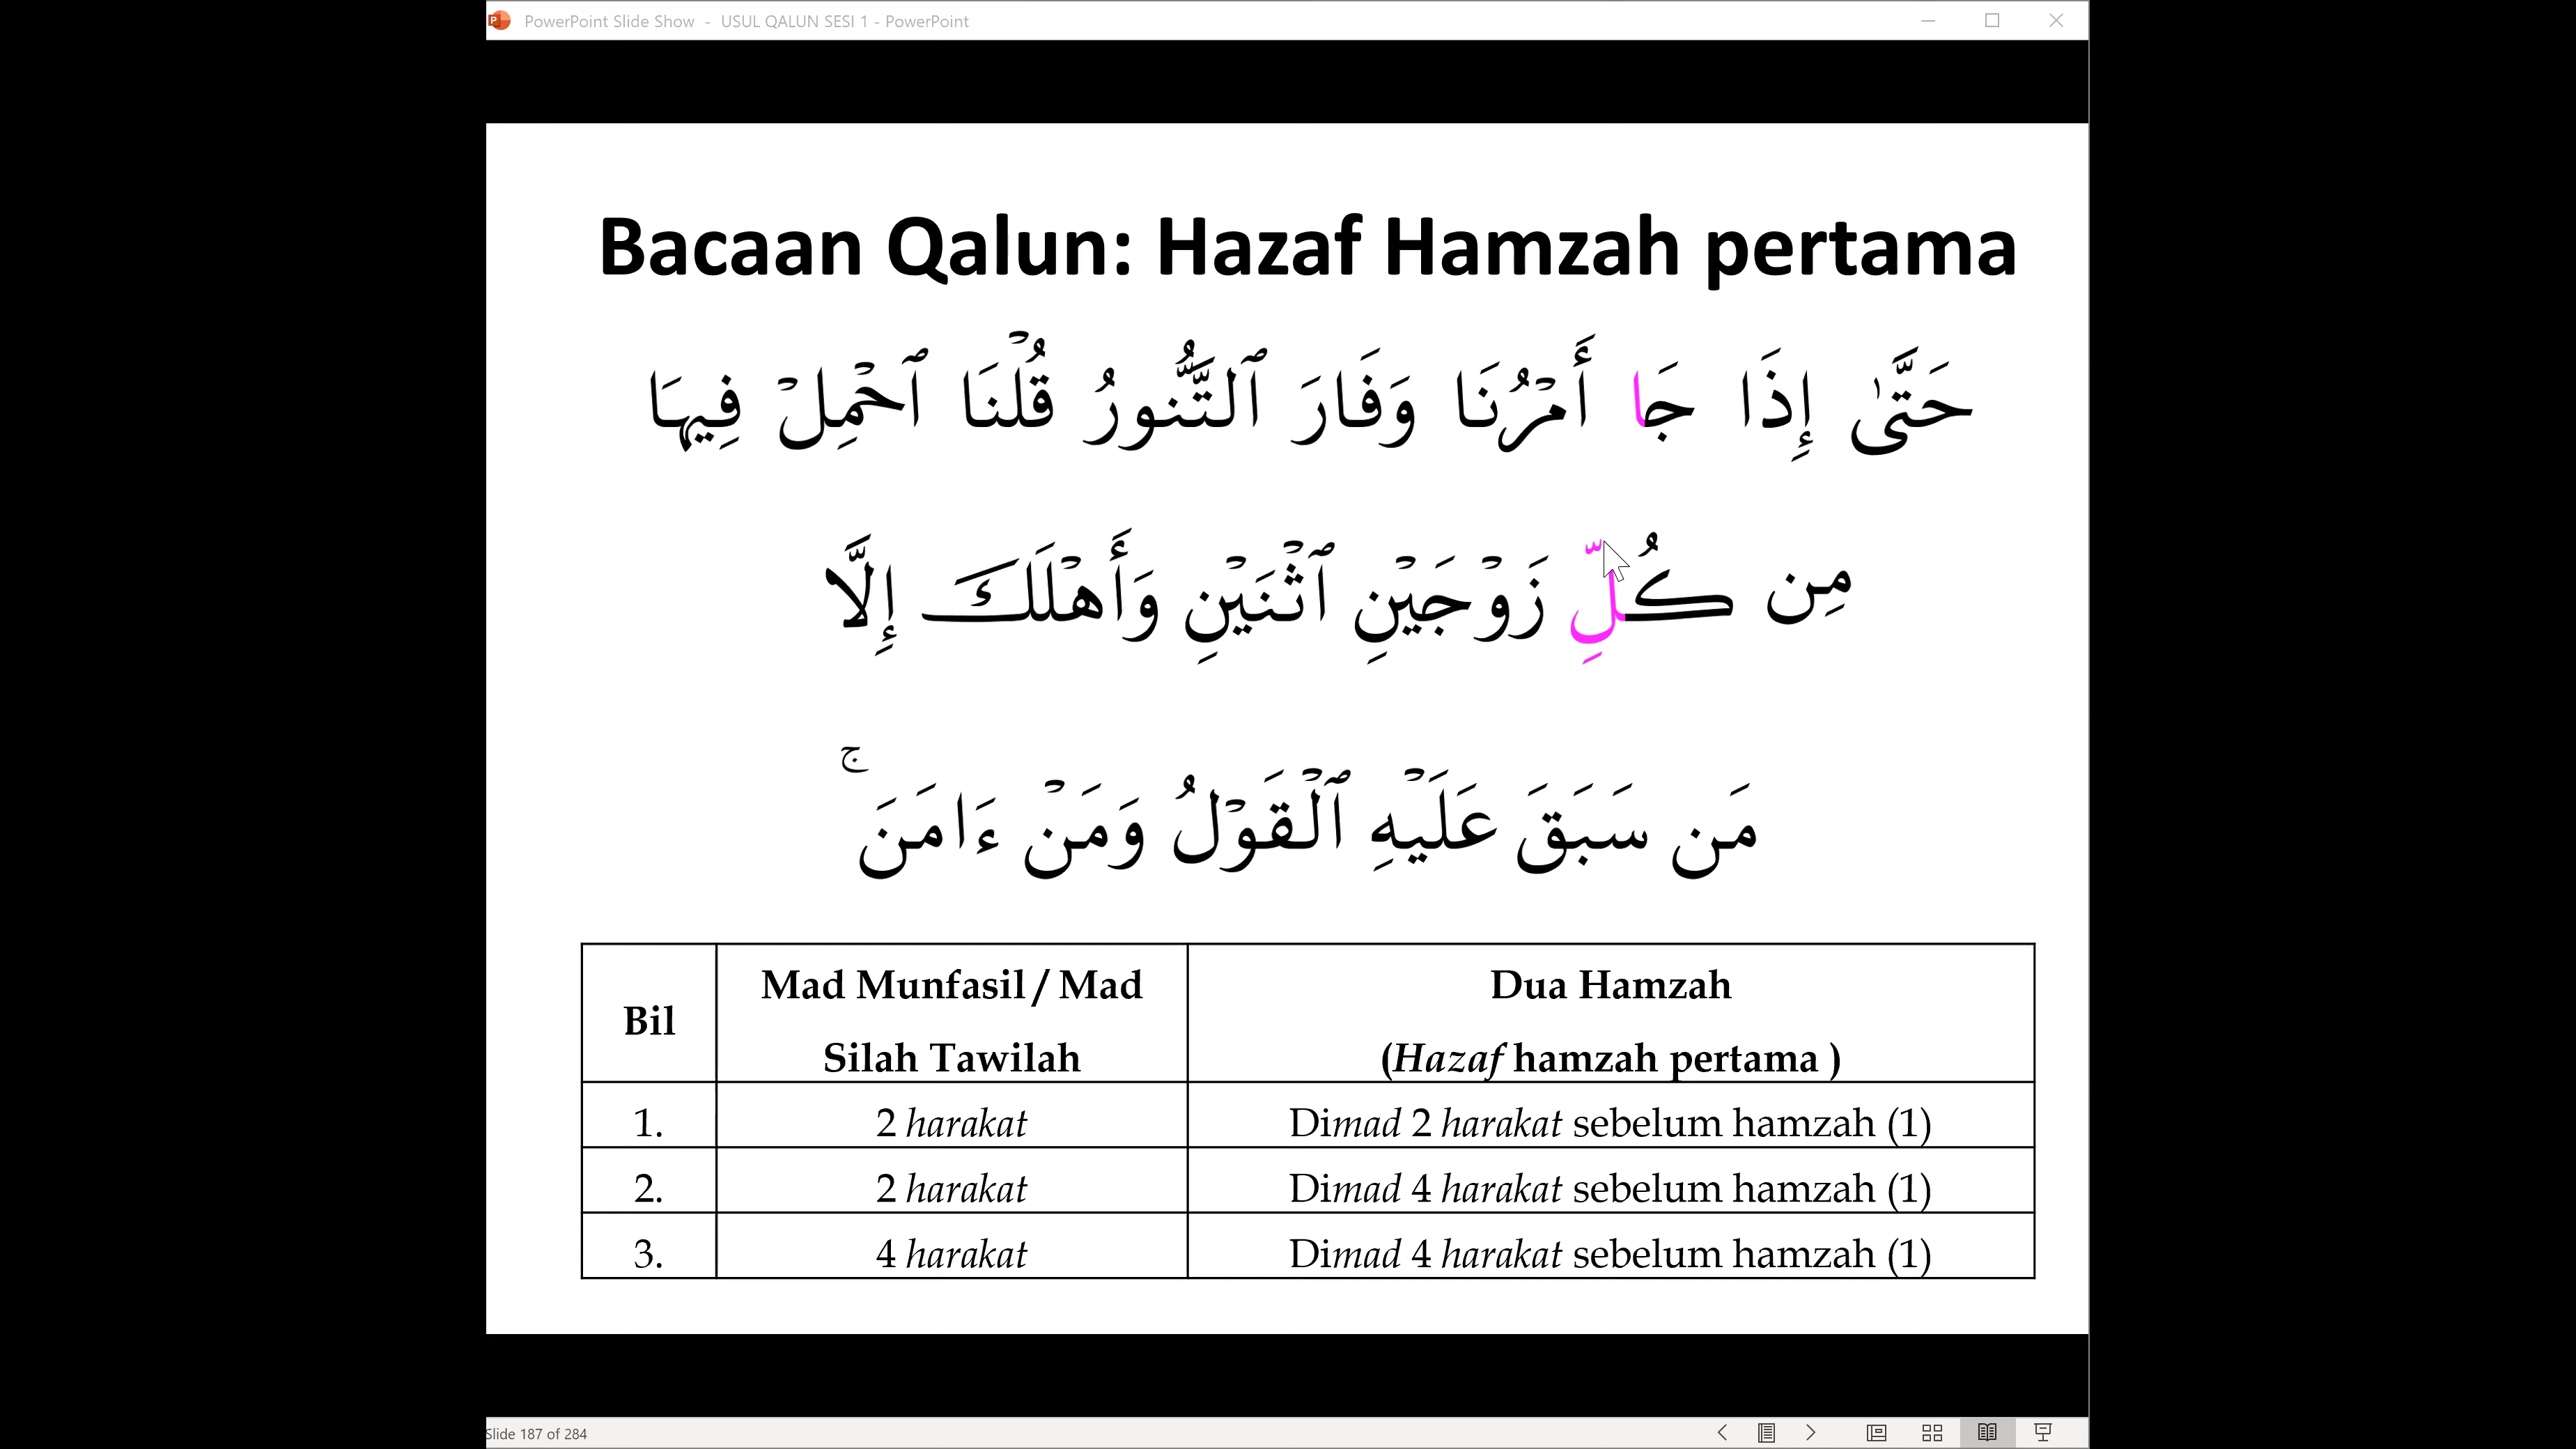 PowerPoint Slide Show - USUL QALUN SESI 1 - PowerPoint
Bacaan Qalun: Hazaf Hamzah pertama
حَتَّىٰ إِذَا جَا أَمۡرُنَا وَفَارَ ٱلتَّنُّورُ قُلۡنَا ٱحۡمِلۡ فِيهَا
مِن كُلِّ زَوۡجَيۡنِ ٱثۡنَيۡنِ وَأَهۡلَكَ إِلَّا
مَن سَبَقَ عَلَيۡهِ ٱلۡقَوۡلُ وَمَنۡ ءَامَنَۚ
Bil
Mad Munfasil / Mad
Silah Tawilah
Dua Hamzah
(Hazaf hamzah pertama )
1. 2 harakat Dimad 2 harakat sebelum hamzah (1)
2. 2 harakat Dimad 4 harakat sebelum hamzah (1)
3. 4 harakat Dimad 4 harakat sebelum hamzah (1)
Slide 187 of 284